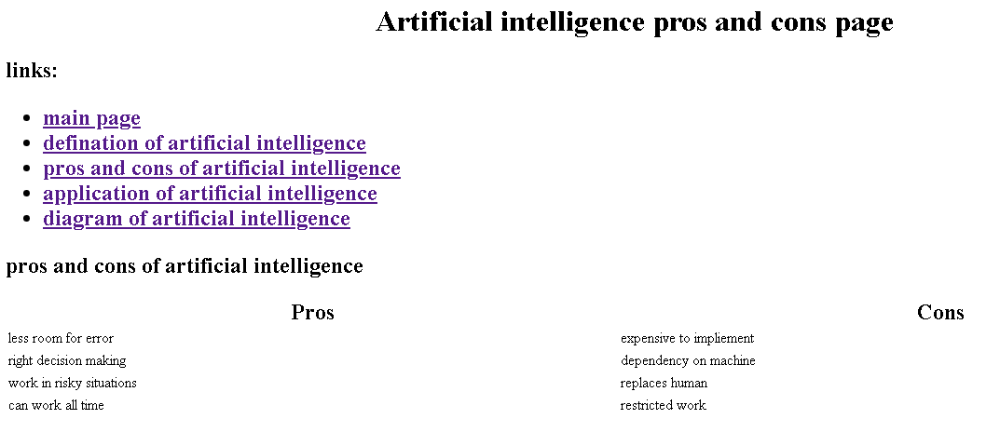 Artificial intelligence pros and cons page
links:
main page
defination of artificial intelligence
pros and cons of artificial intelligence
application of artificial intelligence
diagram of artificial intelligence
pros and cons of artificial intelligence
Pros Cons
less room for error expensive to impliement
right decision making dependency on machine
work in risky situations replaces human
can work all time restricted work